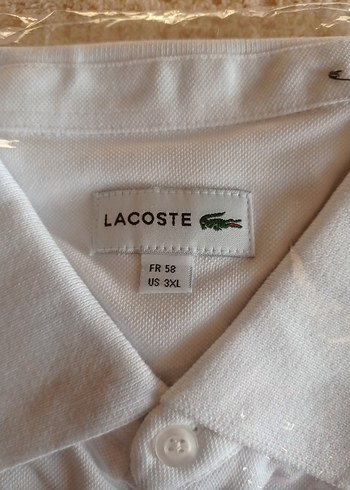 LACOSTE
FR 58
US 3XL